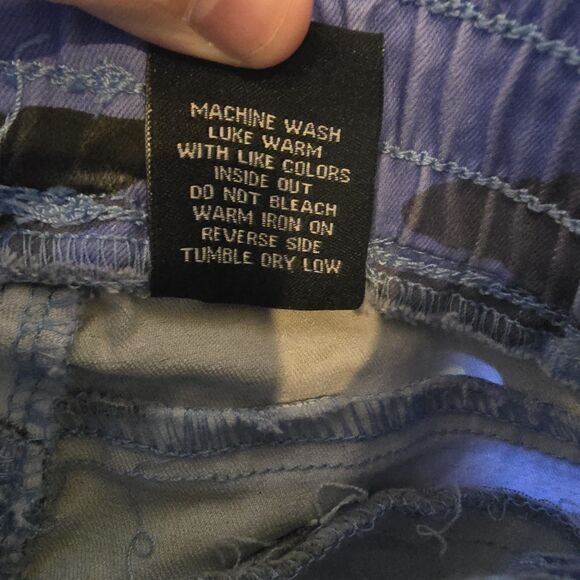 MACHINE WASH
LUKE WARM
WITH LIKE COLORS
INSIDE OUT
DO NOT BLEACH
WARM IRON ON
REVERSE SIDE
TUMBLE DRY LOW